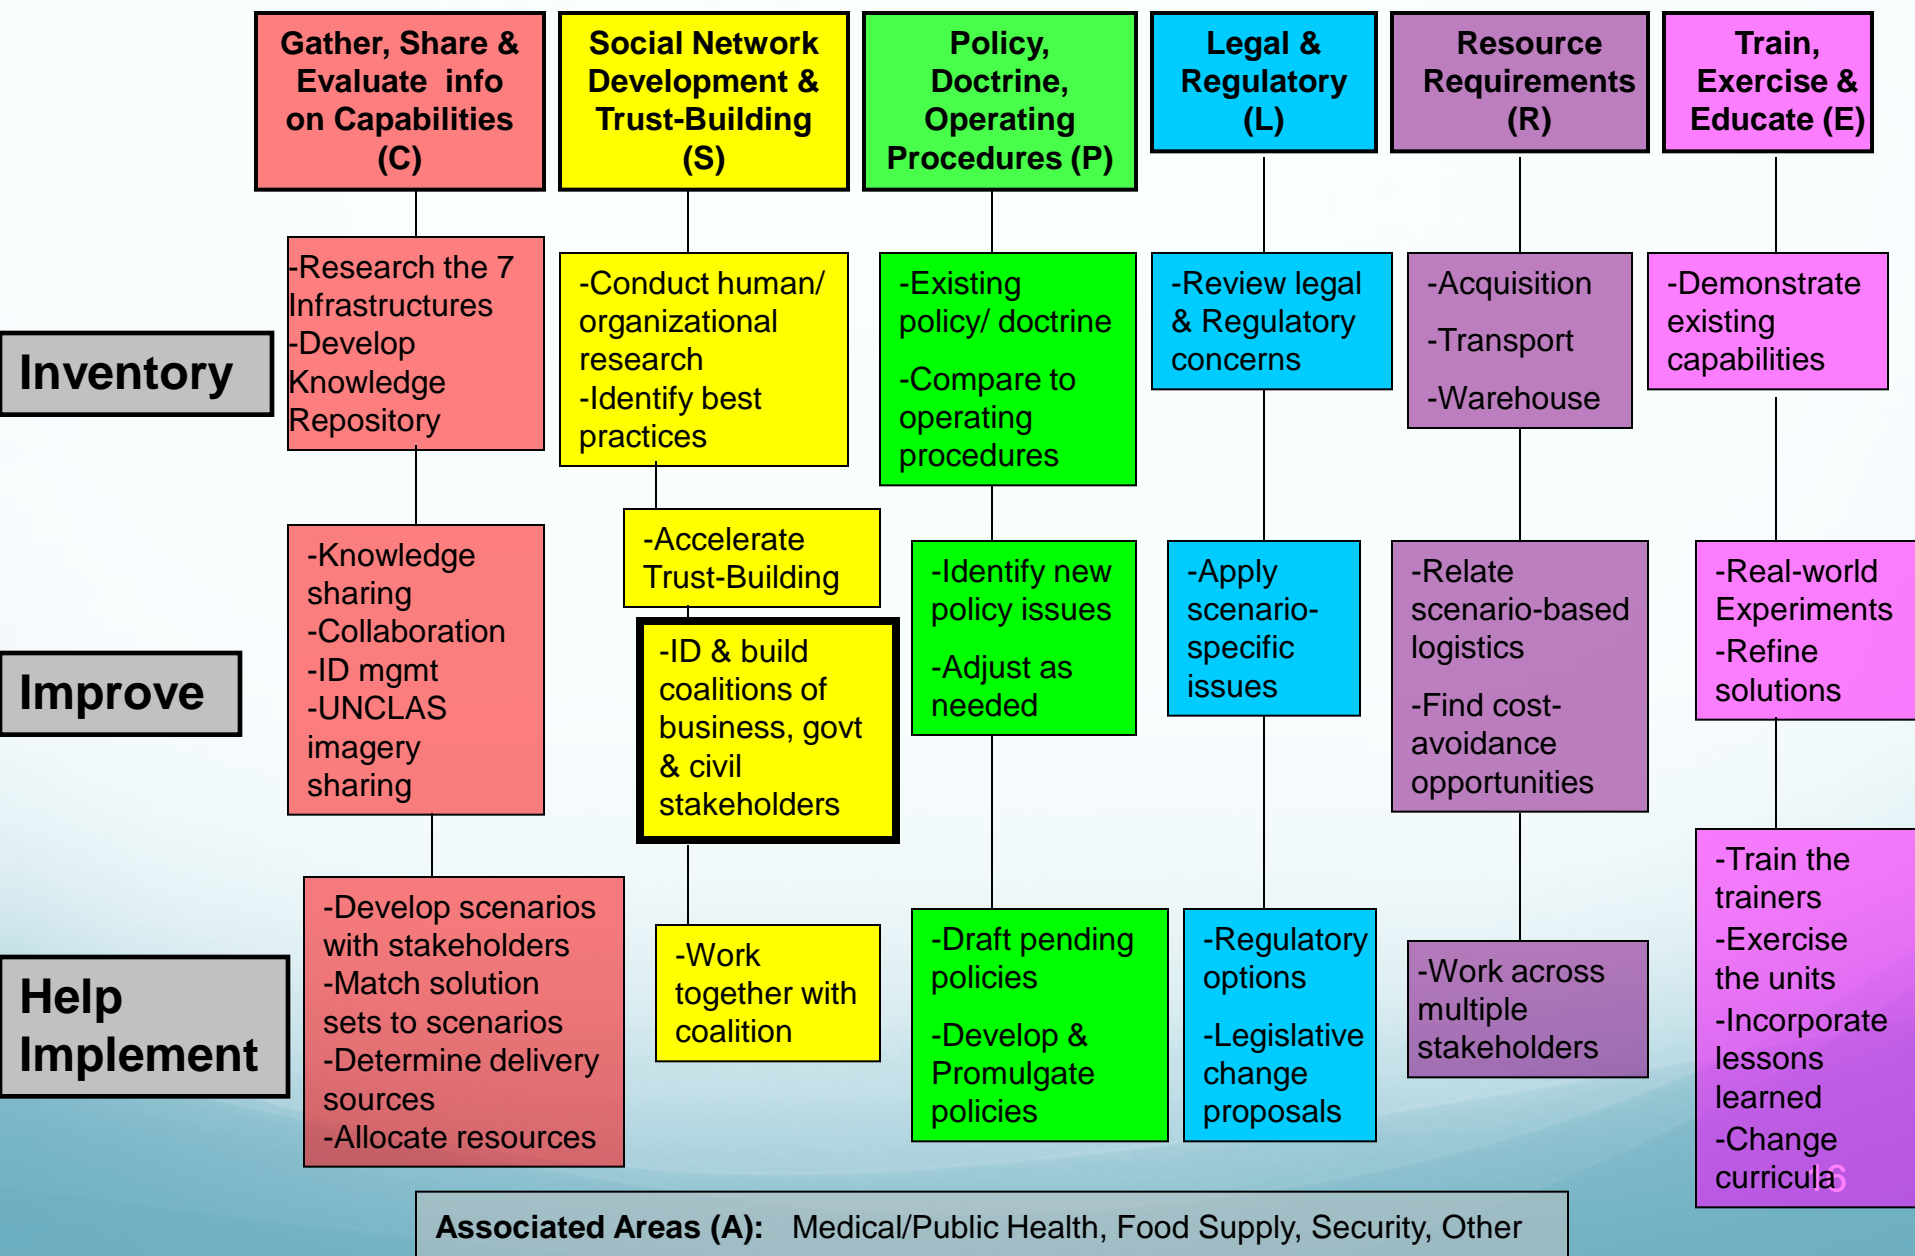 Gather, Share &
Evaluate info
on Capabilities
(C)
Social Network
Development &
Trust-Building
(S)
Policy,
Doctrine,
Operating
Procedures (P)
Legal &
Regulatory
(L)
Resource
Requirements
(R)
Train,
Exercise &
Educate (E)
Inventory
-Research the 7
Infrastructures
-Develop
Knowledge
Repository
-Conduct human/
organizational
research
-Identify best
practices
-Existing
policy/ doctrine
-Compare to
operating
procedures
-Review legal
& Regulatory
concerns
-Acquisition
-Transport
-Warehouse
-Demonstrate
existing
capabilities
Improve
-Knowledge
sharing
-Collaboration
-ID mgmt
-UNCLAS
imagery
sharing
-Accelerate
Trust-Building
-ID & build
coalitions of
business, govt
& civil
stakeholders
-Identify new
policy issues
-Adjust as
needed
-Apply
scenario-
specific
issues
-Relate
scenario-based
logistics
-Find cost-
avoidance
opportunities
-Real-world
Experiments
-Refine
solutions
Help
Implement
-Develop scenarios
with stakeholders
-Match solution
sets to scenarios
-Determine delivery
sources
-Allocate resources
-Work
together with
coalition
-Draft pending
policies
-Develop &
Promulgate
policies
-Regulatory
options
-Legislative
change
proposals
-Work across
multiple
stakeholders
-Train the
trainers
-Exercise
the units
-Incorporate
lessons
learned
-Change
curricula
16
Associated Areas (A): Medical/Public Health, Food Supply, Security, Other